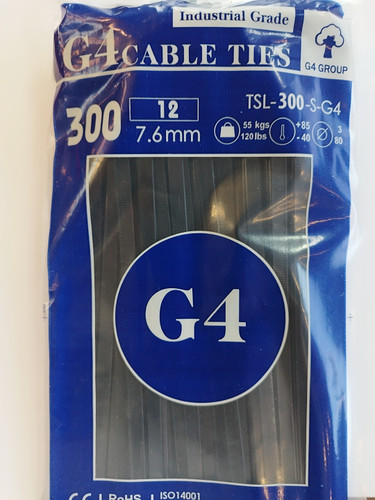 Industrial Grade
G4 CABLE TIES
G4 GROUP
300
12
7.6mm
TSL-300-S-G4
55 kgs
120 lbs
+85
-40
3
80
G4
CE
RoHS
ISO14001